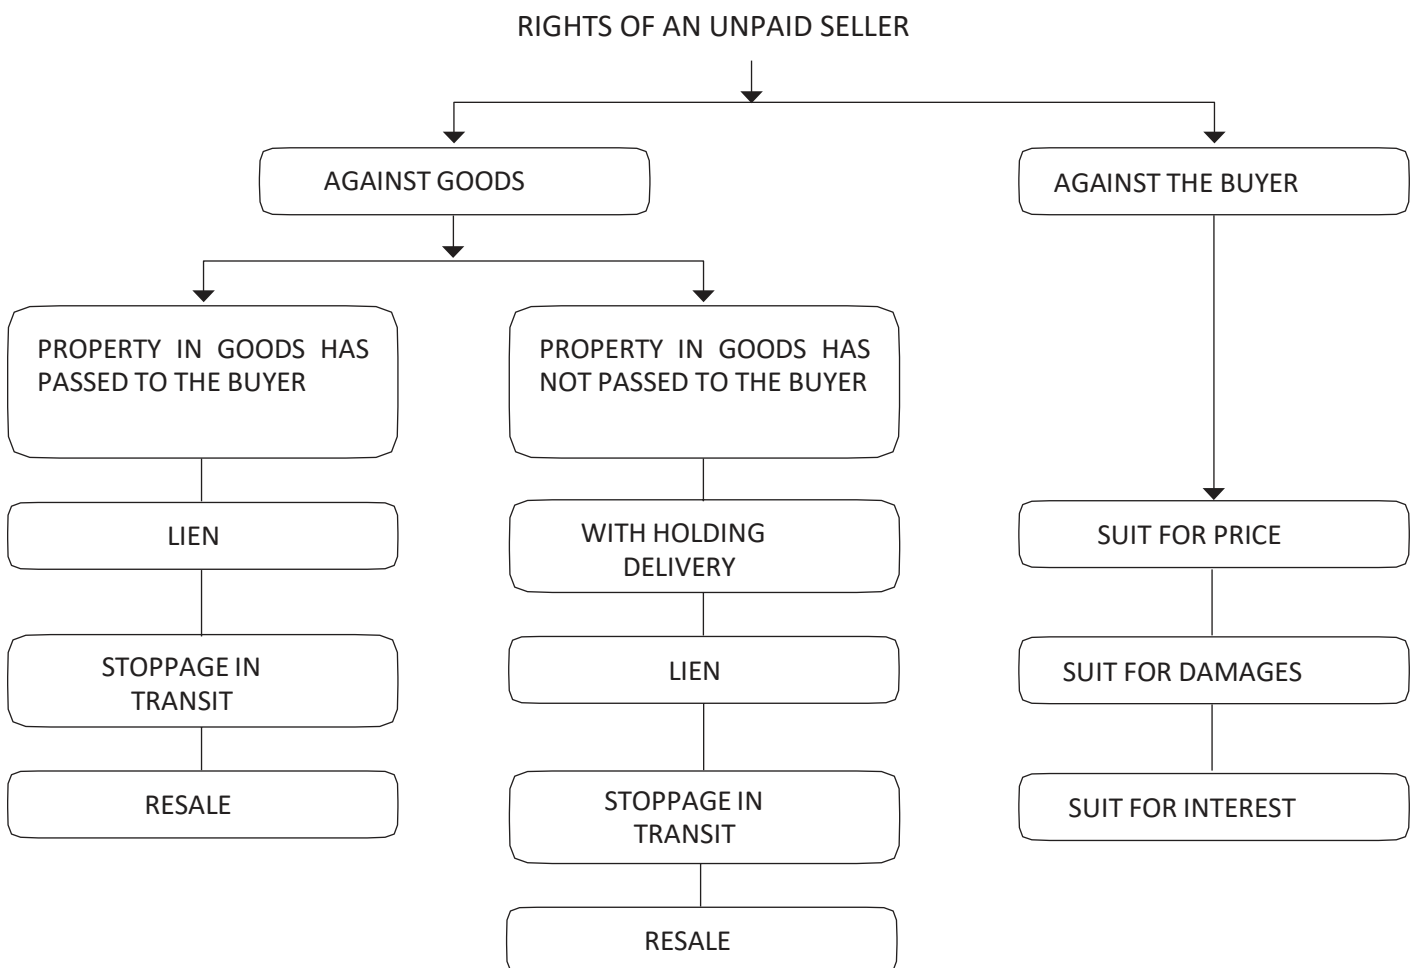 RIGHTS OF AN UNPAID SELLER
AGAINST GOODS
AGAINST THE BUYER
PROPERTY IN GOODS HAS
PASSED TO THE BUYER
PROPERTY IN GOODS HAS
NOT PASSED TO THE BUYER
LIEN
WITH HOLDING
DELIVERY
SUIT FOR PRICE
STOPPAGE IN
TRANSIT
LIEN
SUIT FOR DAMAGES
RESALE
STOPPAGE IN
TRANSIT
SUIT FOR INTEREST
RESALE